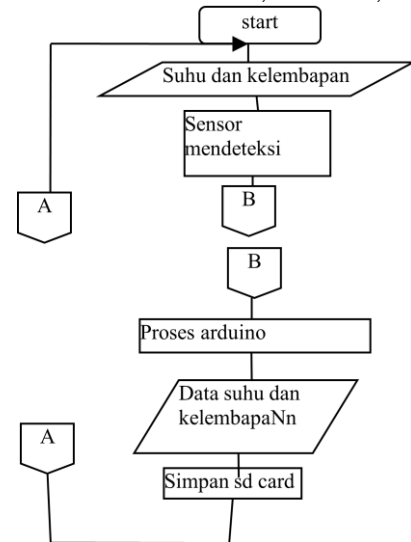 start
Suhu dan kelembapan
Sensor
mendeteksi
A
B
B
Proses arduino
Data suhu dan
kelembapaNn
A
Simpan sd card